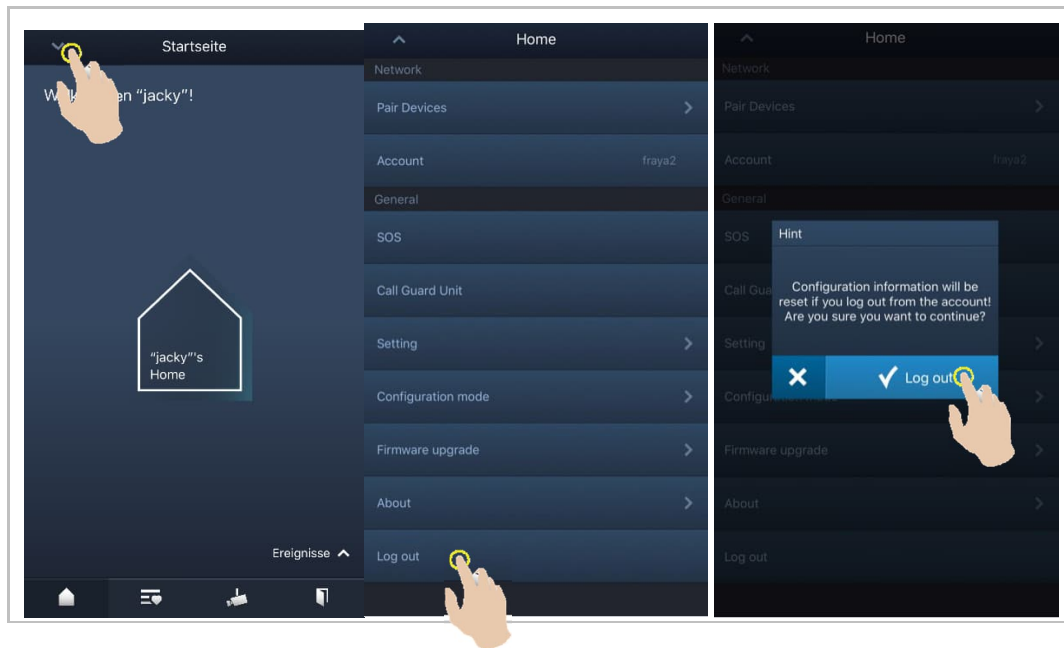 Startseite
W en “jacky”!
“jacky”'s
Home
Ereignisse
Home
Network
Pair Devices
Account fraya2
General
SOS
Call Guard Unit
Setting
Configuration mode
Firmware upgrade
About
Log out
Home
Network
Pair Devices
Account fraya2
General
SOS
Hint
Call Gua
Configuration information will be
reset if you log out from the account!
Are you sure you want to continue?
Setting
Log out
Configu
Firmware upgrade
About
Log out